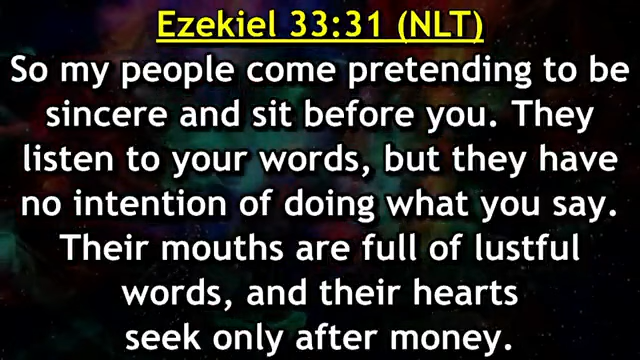 Ezekiel 33:31 (NLT)
So my people come pretending to be
sincere and sit before you. They
listen to your words, but they have
no intention of doing what you say.
Their mouths are full of lustful
words, and their hearts
seek only after money.